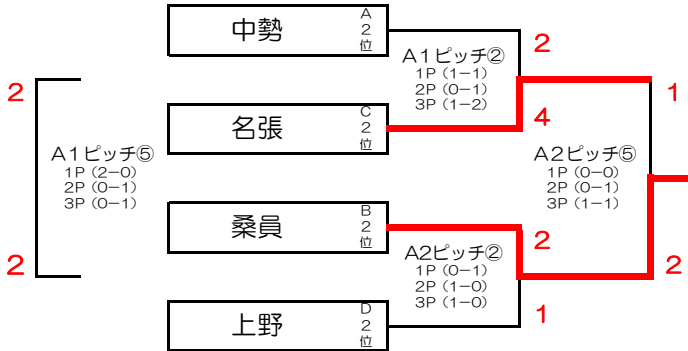 2
A1ピッチ⑤
1P (2-0)
2P (0-1)
3P (0-1)
2
中勢
A
2
位
名張
C
2
位
桑員
B
2
位
上野
D
2
位
2
A1ピッチ②
1P (1-1)
2P (0-1)
3P (1-2)
4
2
A2ピッチ②
1P (0-1)
2P (1-0)
3P (1-0)
1
1
A2ピッチ⑤
1P (0-0)
2P (0-1)
3P (1-1)
2